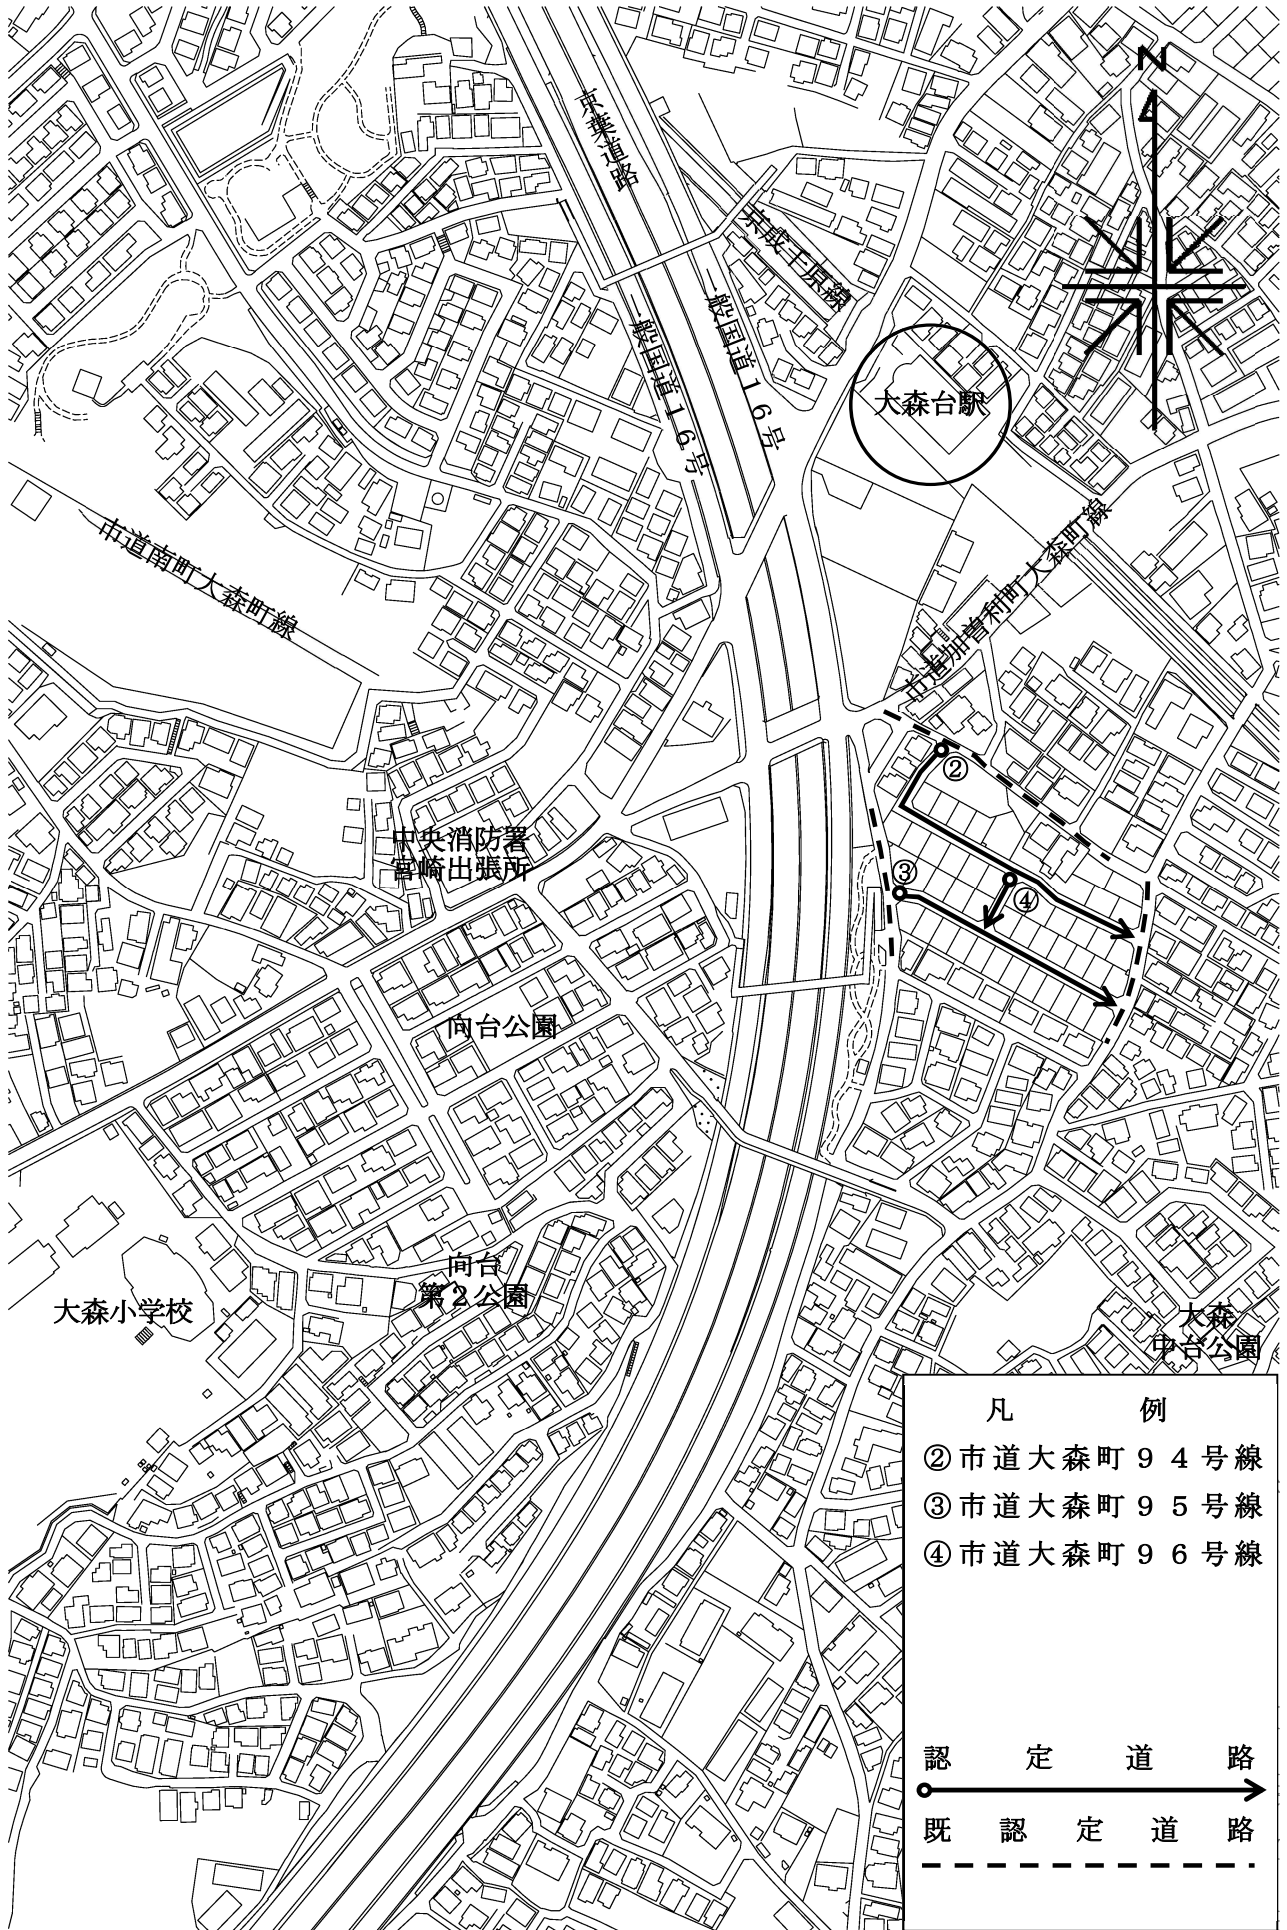 N
京葉道路
京成千原線
一般国道１６号
一般国道１６号
大森台駅
市道南町大森町線
市道加曽利町大森町線
②
中央消防署
宮崎出張所
③
④
向台公園
向台
第２公園
大森小学校
大森
中台公園
凡例
②市道大森町９４号線
③市道大森町９５号線
④市道大森町９６号線
認定道路
既認定道路